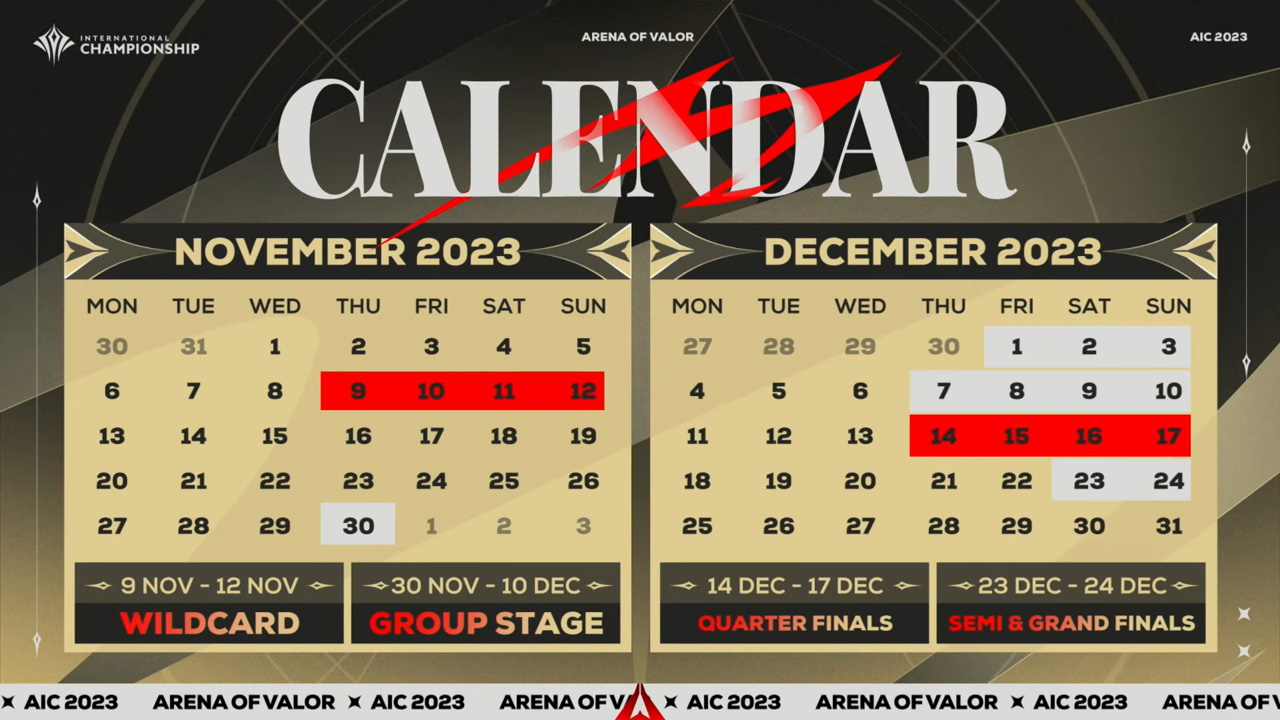 INTERNATIONAL
CHAMPIONSHIP
ARENA OF VALOR
AIC 2023
CALENDAR
NOVEMBER 2023
MON TUE WED THU FRI SAT SUN
30 31 1 2 3 4 5
6 7 8 9 10 11 12
13 14 15 16 17 18 19
20 21 22 23 24 25 26
27 28 29 30 1 2 3
9 NOV - 12 NOV
WILDCARD
30 NOV - 10 DEC
GROUP STAGE
DECEMBER 2023
MON TUE WED THU FRI SAT SUN
27 28 29 30 1 2 3
4 5 6 7 8 9 10
11 12 13 14 15 16 17
18 19 20 21 22 23 24
25 26 27 28 29 30 31
14 DEC - 17 DEC
QUARTER FINALS
23 DEC - 24 DEC
SEMI & GRAND FINALS
AIC 2023 ARENA OF VALOR AIC 2023 ARENA OF V AIC 2023 ARENA OF VALOR AIC 2023 ARENA OF V